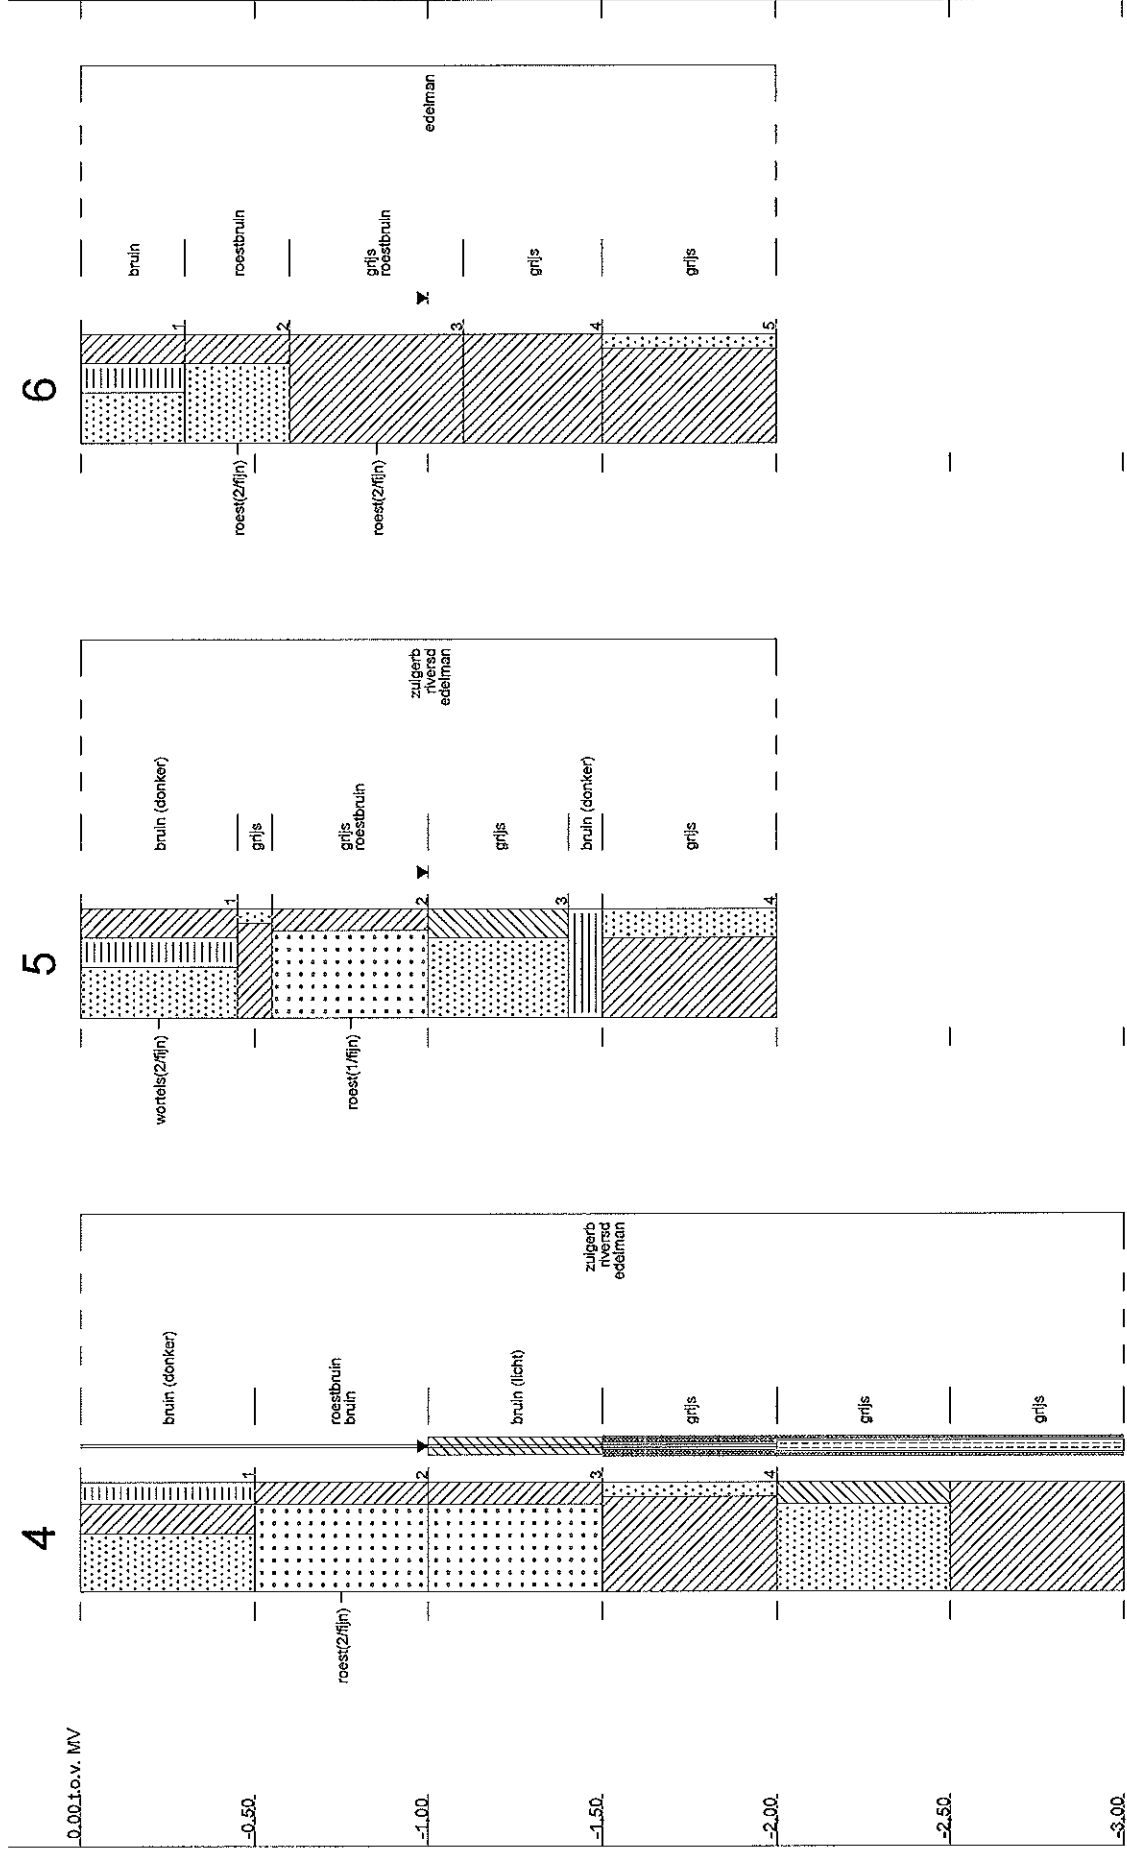 0.00 t.o.v. MV
-0.50
-1.00
-1.50
-2.00
-2.50
-3.00
4
roest(2/fijn)
1
2
3
4
bruin (donker)
roestbruin
bruin
bruin (licht)
grijs
grijs
grijs
zuigerb
riversd
edelman
5
wortels(2/fijn)
roest(1/fijn)
1
2
3
4
bruin (donker)
grijs
grijs
roestbruin
grijs
bruin (donker)
grijs
zuigerb
riversd
edelman
6
roest(2/fijn)
roest(2/fijn)
1
2
3
4
5
bruin
roestbruin
grijs
roestbruin
grijs
grijs
edelman